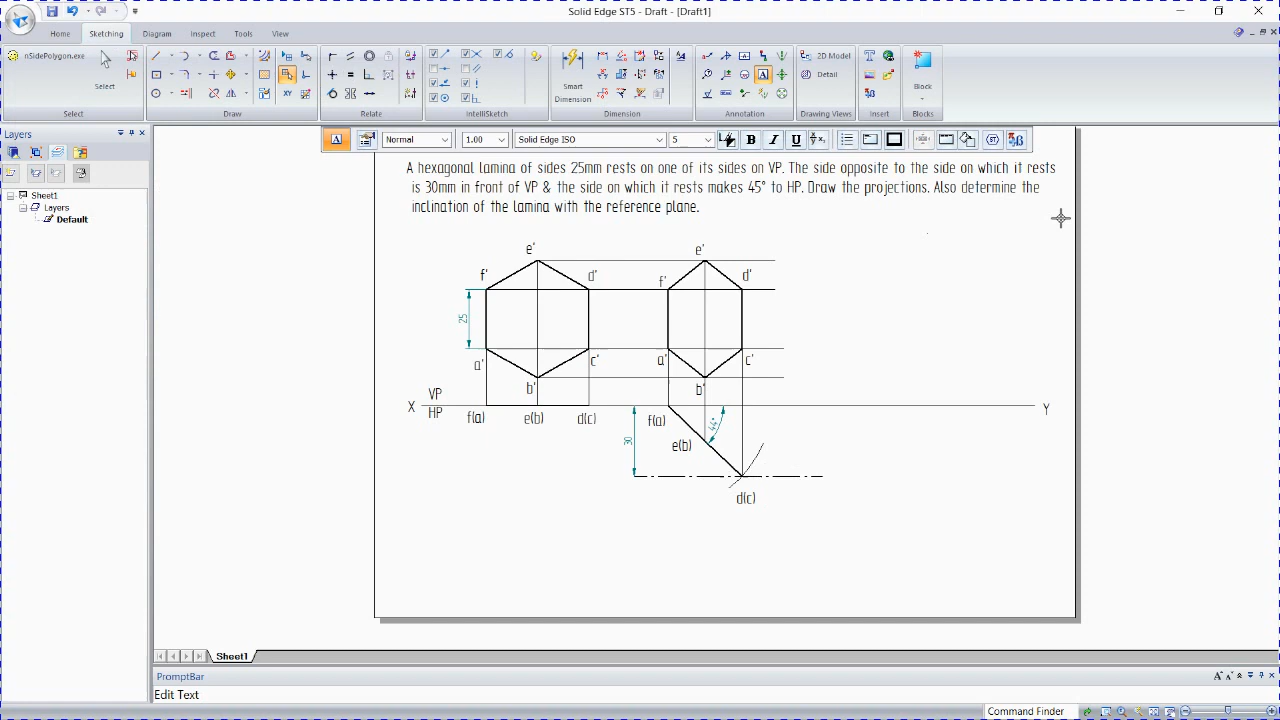 Solid Edge ST5 - Draft - [Draft1]
Home Sketching Diagram Inspect Tools View
nSidePolygon.exe
Select
Smart Dimension
2D Model
Detail
Block
Select Draw Relate IntelliSketch Dimension Annotation Drawing Views Insert Blocks
Layers
Normal 1.00 Solid Edge ISO 5
Sheet1
Layers
Default
A hexagonal lamina of sides 25mm rests on one of its sides on VP. The side opposite to the side on which it rests
is 30mm in front of VP & the side on which it rests makes 45° to HP. Draw the projections. Also determine the
inclination of the lamina with the reference plane.
e' e'
f' d' f' d'
25
a' c' a' c'
b' b'
VP
X Y
HP
f(a) e(b) d(c) f(a)
44°
30
e(b)
d(c)
Sheet1
PromptBar
Edit Text
Command Finder